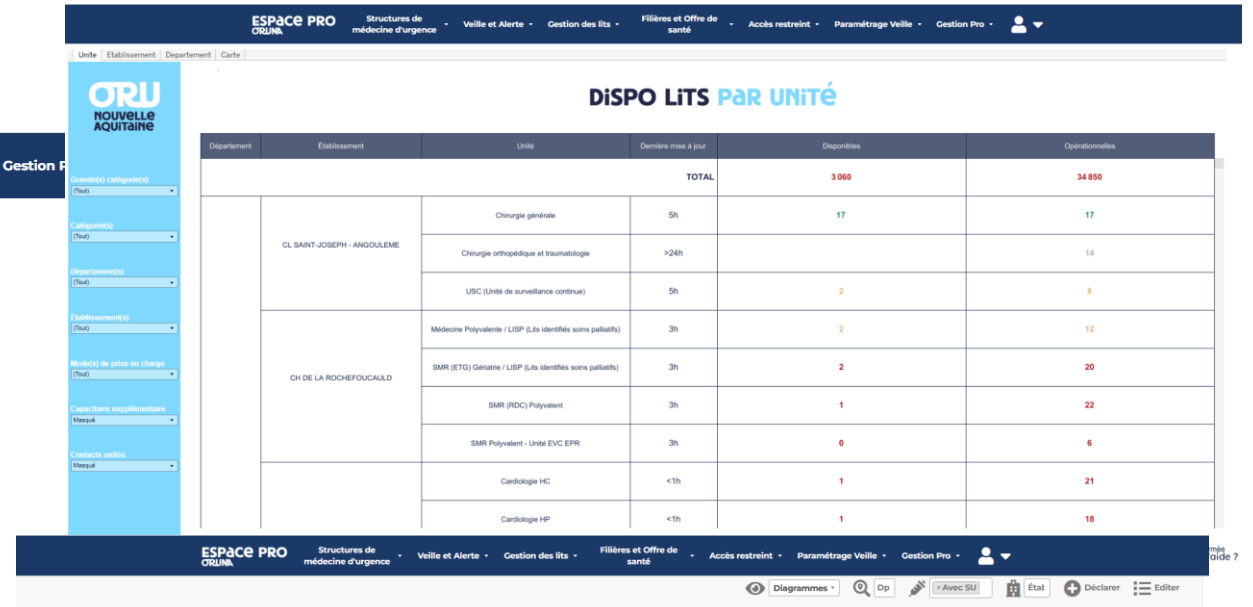 ESPACE PRO
ORUNA
Structures de
médecine d'urgence
Veille et Alerte
Gestion des lits
Filières et Offre de
santé
Accès restreint
Paramétrage Veille
Gestion Pro
Unite Etablissement Departement Carte
ORU
NOUVELLE
AQUITAINE
DISPO LITS PAR UNITÉ
Gestion P
Grande(s) catégorie(s)
(Tout)
Catégorie(s)
(Tout)
Département(s)
(Tout)
Établissement(s)
(Tout)
Mode(s) de prise en charge
(Tout)
Capacitaire supplémentaire
Masqué
Contacts unités
Masqué
Département Établissement Unité Dernière mise à jour Disponibles Opérationnelles
TOTAL 3 060 34 850
CL SAINT-JOSEPH - ANGOULEME
Chirurgie générale 5h 17 17
Chirurgie orthopédique et traumatologie >24h 14
USC (Unité de surveillance continue) 5h 2 8
CH DE LA ROCHEFOUCAULD
Médecine Polyvalente / LISP (Lits identifiés soins palliatifs) 3h 2 12
SMR (ETG) Gériatrie / LISP (Lits identifiés soins palliatifs) 3h 2 20
SMR (RDC) Polyvalent 3h 1 22
SMR Polyvalent - Unité EVC EPR 3h 0 6
Cardiologie HC <1h 1 21
Cardiologie HP <1h 1 18
ESPACE PRO
ORUNA
Structures de
médecine d'urgence
Veille et Alerte
Gestion des lits
Filières et Offre de
santé
Accès restreint
Paramétrage Veille
Gestion Pro
rmée
'aide ?
Diagrammes Dp × Avec SU État Déclarer Editer